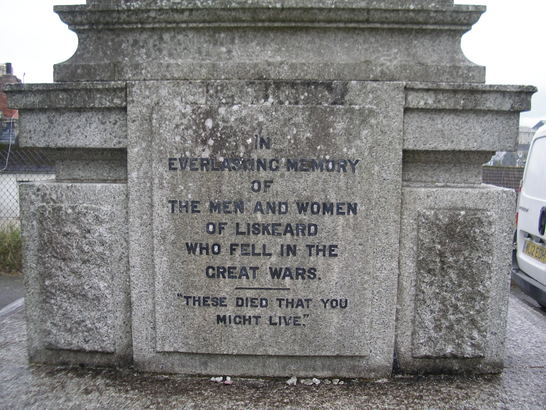 IN
EVERLASTING MEMORY
OF
THE MEN AND WOMEN
OF LISKEARD
WHO FELL IN THE
GREAT WARS.
"THESE DIED THAT YOU
MIGHT LIVE."